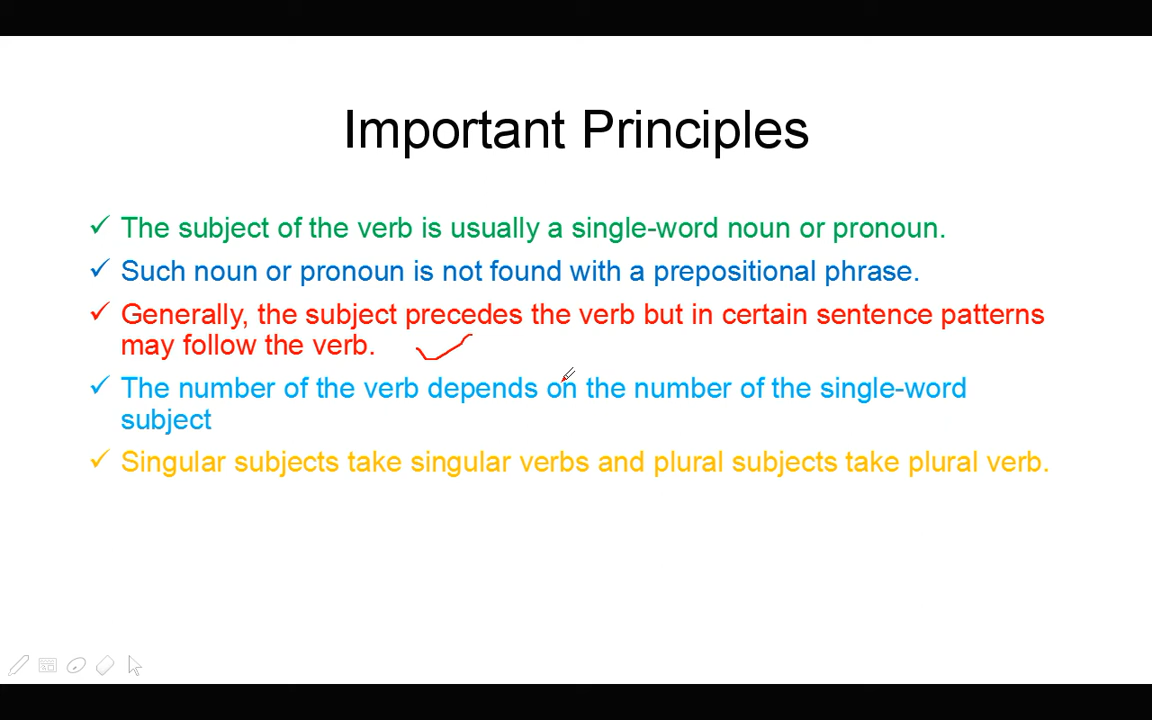 Important Principles
✓ The subject of the verb is usually a single-word noun or pronoun.
✓ Such noun or pronoun is not found with a prepositional phrase.
✓ Generally, the subject precedes the verb but in certain sentence patterns
may follow the verb.
✓ The number of the verb depends on the number of the single-word
subject
✓ Singular subjects take singular verbs and plural subjects take plural verb.